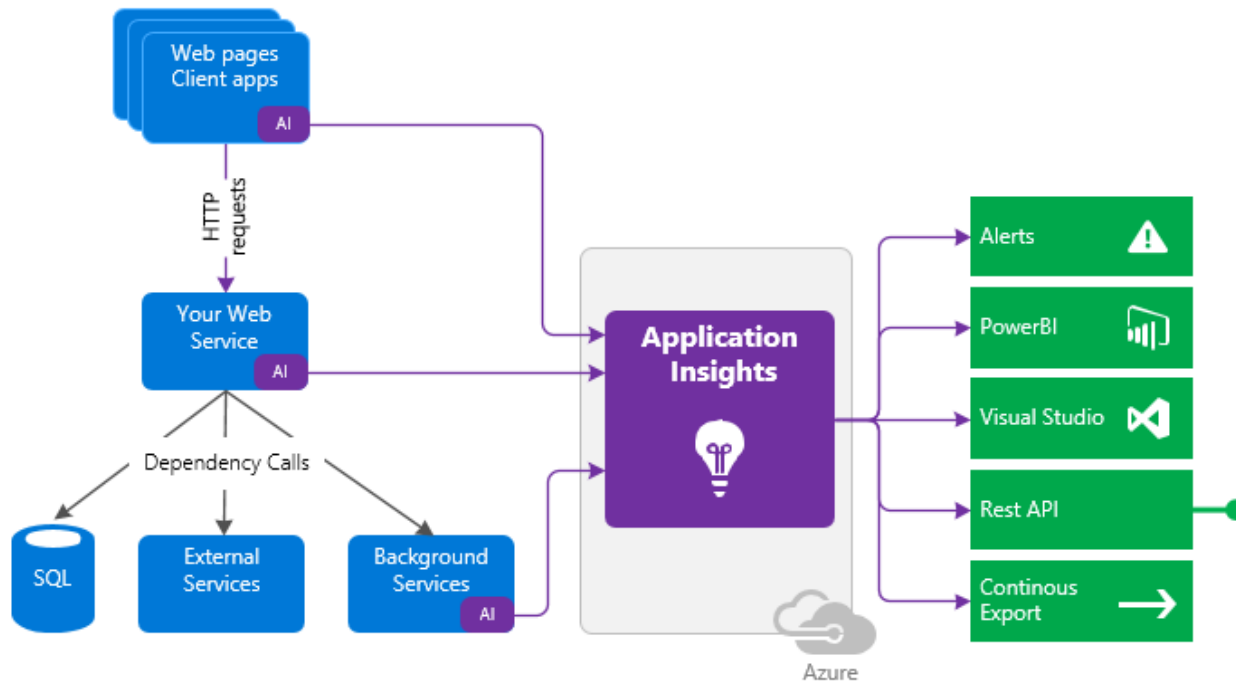 Web pages
Client apps
AI
HTTP
requests
Your Web
Service
AI
Dependency Calls
SQL
External
Services
Background
Services
AI
Application
Insights
Azure
Alerts
PowerBI
Visual Studio
Rest API
Continous
Export